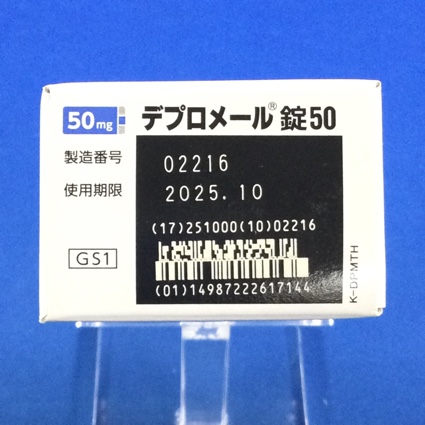 50mg デプロメール®錠50
製造番号 02216
使用期限 2025.10
(17)251000(10)02216
GS1
(01)14987222617144
K-DPMTH